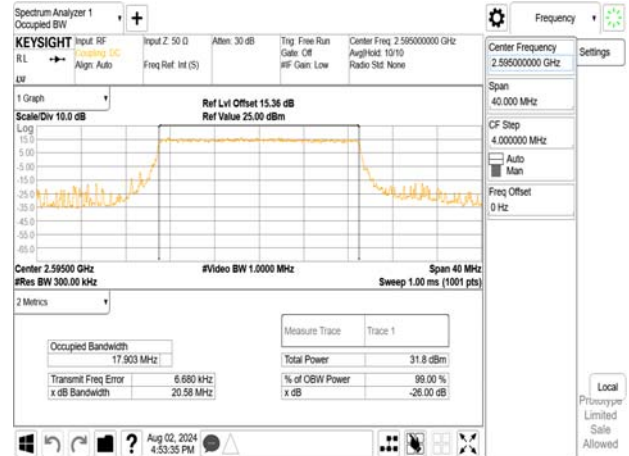 Spectrum Analyzer 1
Occupied BW
Frequency
KEYSIGHT Input: RF Input Z: 50 Ω Atten: 30 dB Trig: Free Run Center Freq: 2.595000000 GHz
RL Coupling: DC Gate: Off Avg|Hold: 10/10
Align: Auto Freq Ref: Int (S) #IF Gain: Low Radio Std: None
LXI
Center Frequency
2.595000000 GHz
Settings
Span
40.000 MHz
CF Step
4.000000 MHz
Auto
Man
Freq Offset
0 Hz
1 Graph
Ref Lvl Offset 15.36 dB
Scale/Div 10.0 dB Ref Value 25.00 dBm
Log
15.0
5.00
-5.00
-15.0
-25.0
-35.0
-45.0
-55.0
-65.0
Center 2.59500 GHz #Video BW 1.0000 MHz Span 40 MHz
#Res BW 300.00 kHz Sweep 1.00 ms (1001 pts)
2 Metrics
Measure Trace Trace 1
Occupied Bandwidth
17.903 MHz Total Power 31.8 dBm
Transmit Freq Error 6.680 kHz % of OBW Power 99.00 %
x dB Bandwidth 20.58 MHz x dB -26.00 dB
Local
Prototype
Limited
Sale
Allowed
Aug 02, 2024
4:53:35 PM